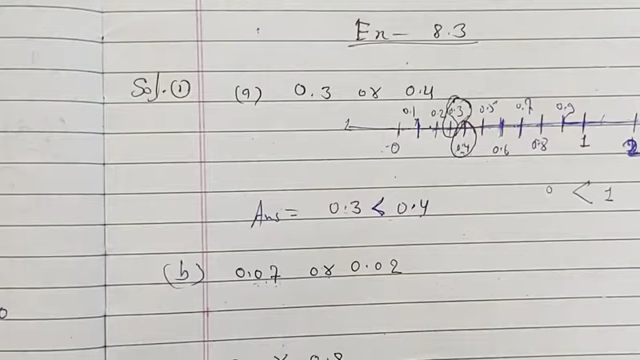 Ex- 8.3
Sol.(1) (a) 0.3 or 0.4
0.1 0.2 0.3 0.5 0.7 0.9
0 0.4 0.6 0.8 1 2
Ans= 0.3 < 0.4
0 < 1
(b) 0.07 or 0.02
0.8